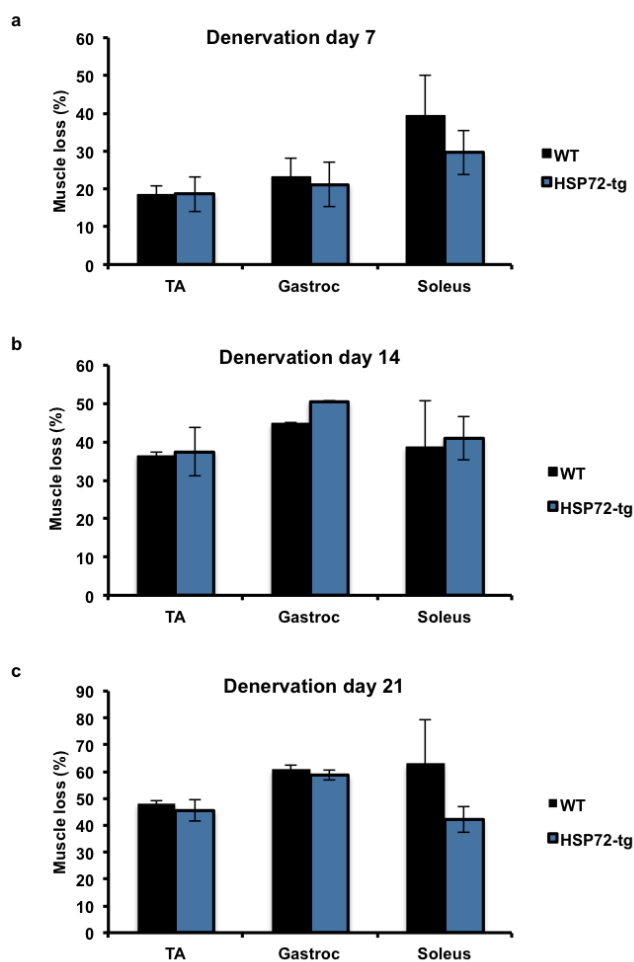 a
Denervation day 7
Muscle loss (%)
60
50
40
30
20
10
0
TA Gastroc Soleus
WT
HSP72-tg
b
Denervation day 14
Muscle loss (%)
60
50
40
30
20
10
0
TA Gastroc Soleus
WT
HSP72-tg
c
Denervation day 21
Muscle loss (%)
90
80
70
60
50
40
30
20
10
0
TA Gastroc Soleus
WT
HSP72-tg